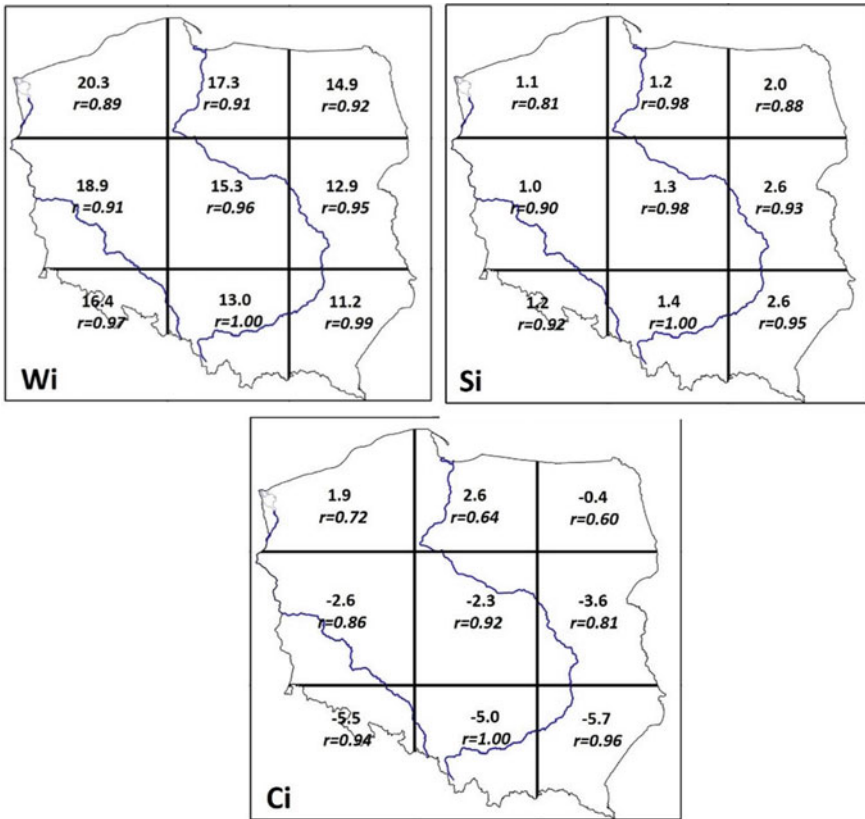 20.3 17.3 14.9
r=0.89 r=0.91 r=0.92
18.9 15.3 12.9
r =0.91 r=0.96 r=0.95
16.4 13.0 11.2
r=0.97 r=1.00 r=0.99
Wi
1.1 1.2 2.0
r=0.81 r=0.98 r=0.88
1.0 1.3 2.6
r=0.90 r=0.98 r=0.93
1.2 1.4 2.6
r=0.92 r=1.00 r=0.95
Si
1.9 2.6 -0.4
r=0.72 r=0.64 r=0.60
-2.6 -2.3 -3.6
r=0.86 r=0.92 r=0.81
-5.5 -5.0 -5.7
r=0.94 r=1.00 r=0.96
Ci